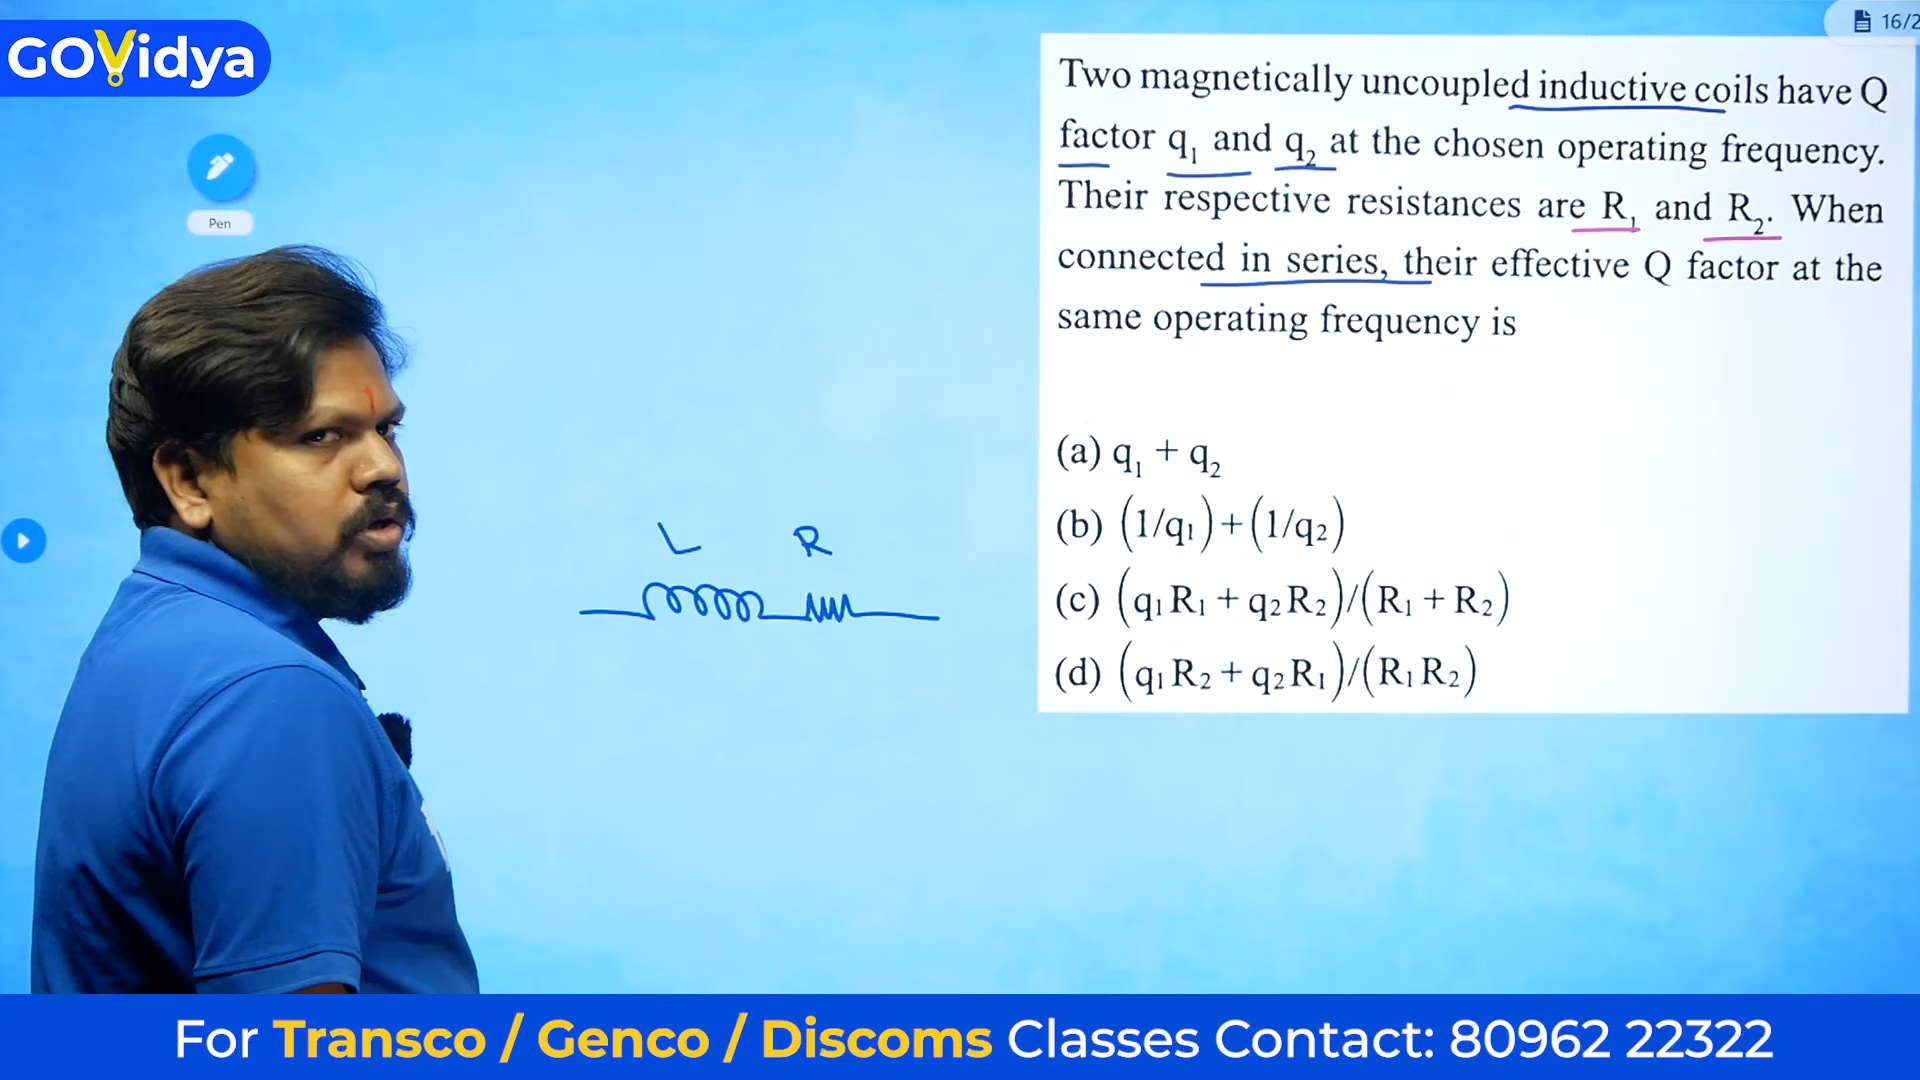 GOVidya
16/2
Pen
Two magnetically uncoupled inductive coils have Q
factor q₁ and q₂ at the chosen operating frequency.
Their respective resistances are R₁ and R₂. When
connected in series, their effective Q factor at the
same operating frequency is
(a) q₁ + q₂
(b) (1/q₁)+(1/q₂)
(c) (q₁R₁+q₂R₂)/(R₁+R₂)
(d) (q₁R₂+q₂R₁)/(R₁R₂)
L R
For Transco / Genco / Discoms Classes Contact: 80962 22322